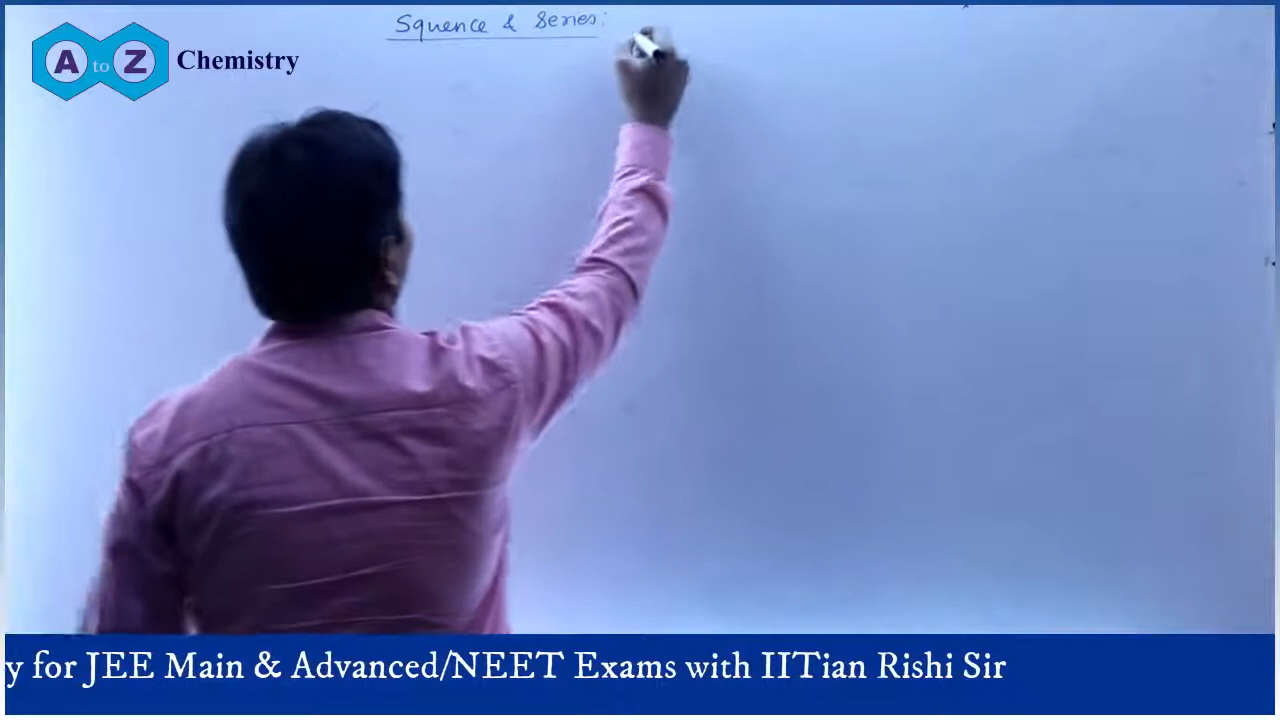 Squence & Series:
A to Z Chemistry
y for JEE Main & Advanced/NEET Exams with IITian Rishi Sir